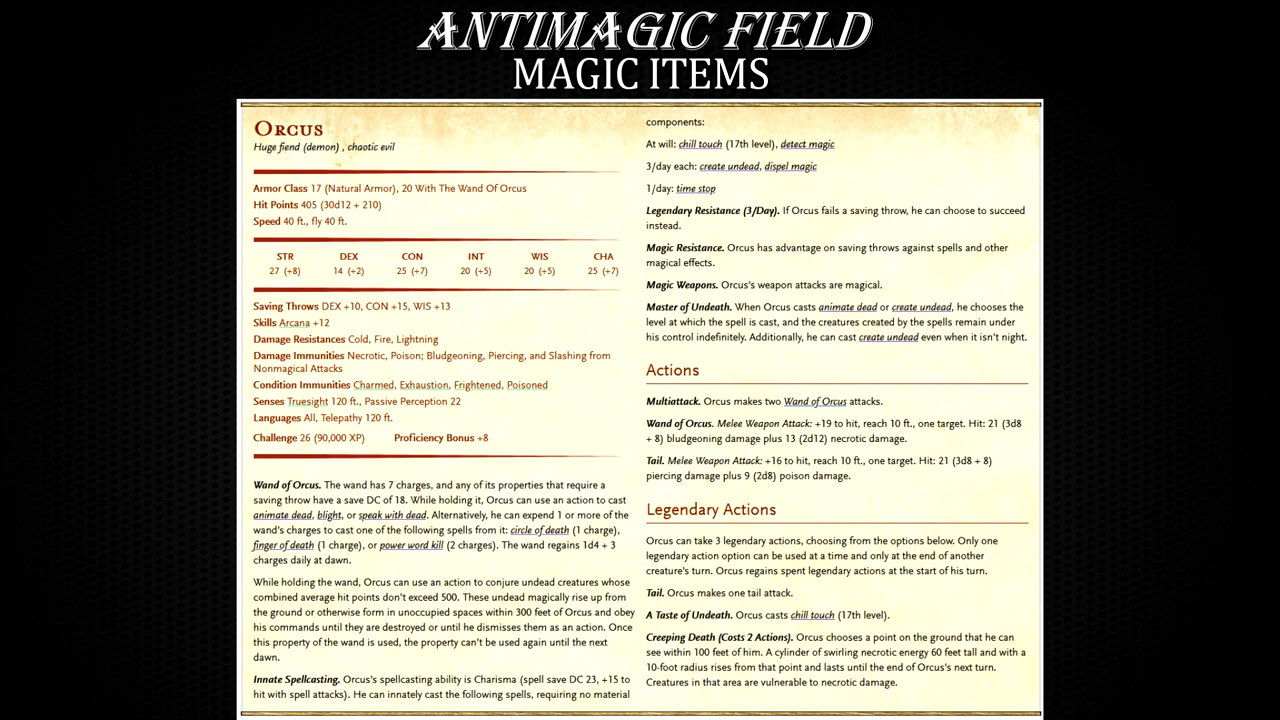 ANTIMAGIC FIELD
MAGIC ITEMS
Orcus
Huge fiend (demon) , chaotic evil
Armor Class 17 (Natural Armor), 20 With The Wand Of Orcus
Hit Points 405 (30d12 + 210)
Speed 40 ft., fly 40 ft.
STR DEX CON INT WIS CHA
27 (+8) 14 (+2) 25 (+7) 20 (+5) 20 (+5) 25 (+7)
Saving Throws DEX +10, CON +15, WIS +13
Skills Arcana +12
Damage Resistances Cold, Fire, Lightning
Damage Immunities Necrotic, Poison; Bludgeoning, Piercing, and Slashing from
Nonmagical Attacks
Condition Immunities Charmed, Exhaustion, Frightened, Poisoned
Senses Truesight 120 ft., Passive Perception 22
Languages All, Telepathy 120 ft.
Challenge 26 (90,000 XP) Proficiency Bonus +8
Wand of Orcus. The wand has 7 charges, and any of its properties that require a
saving throw have a save DC of 18. While holding it, Orcus can use an action to cast
animate dead, blight, or speak with dead. Alternatively, he can expend 1 or more of the
wand's charges to cast one of the following spells from it: circle of death (1 charge),
finger of death (1 charge), or power word kill (2 charges). The wand regains 1d4 + 3
charges daily at dawn.
While holding the wand, Orcus can use an action to conjure undead creatures whose
combined average hit points don't exceed 500. These undead magically rise up from
the ground or otherwise form in unoccupied spaces within 300 feet of Orcus and obey
his commands until they are destroyed or until he dismisses them as an action. Once
this property of the wand is used, the property can't be used again until the next
dawn.
Innate Spellcasting. Orcus's spellcasting ability is Charisma (spell save DC 23, +15 to
hit with spell attacks). He can innately cast the following spells, requiring no material
components:
At will: chill touch (17th level), detect magic
3/day each: create undead, dispel magic
1/day: time stop
Legendary Resistance (3/Day). If Orcus fails a saving throw, he can choose to succeed
instead.
Magic Resistance. Orcus has advantage on saving throws against spells and other
magical effects.
Magic Weapons. Orcus's weapon attacks are magical.
Master of Undeath. When Orcus casts animate dead or create undead, he chooses the
level at which the spell is cast, and the creatures created by the spells remain under
his control indefinitely. Additionally, he can cast create undead even when it isn't night.
Actions
Multiattack. Orcus makes two Wand of Orcus attacks.
Wand of Orcus. Melee Weapon Attack: +19 to hit, reach 10 ft., one target. Hit: 21 (3d8
+ 8) bludgeoning damage plus 13 (2d12) necrotic damage.
Tail. Melee Weapon Attack: +16 to hit, reach 10 ft., one target. Hit: 21 (3d8 + 8)
piercing damage plus 9 (2d8) poison damage.
Legendary Actions
Orcus can take 3 legendary actions, choosing from the options below. Only one
legendary action option can be used at a time and only at the end of another
creature's turn. Orcus regains spent legendary actions at the start of his turn.
Tail. Orcus makes one tail attack.
A Taste of Undeath. Orcus casts chill touch (17th level).
Creeping Death (Costs 2 Actions). Orcus chooses a point on the ground that he can
see within 100 feet of him. A cylinder of swirling necrotic energy 60 feet tall and with a
10-foot radius rises from that point and lasts until the end of Orcus's next turn.
Creatures in that area are vulnerable to necrotic damage.